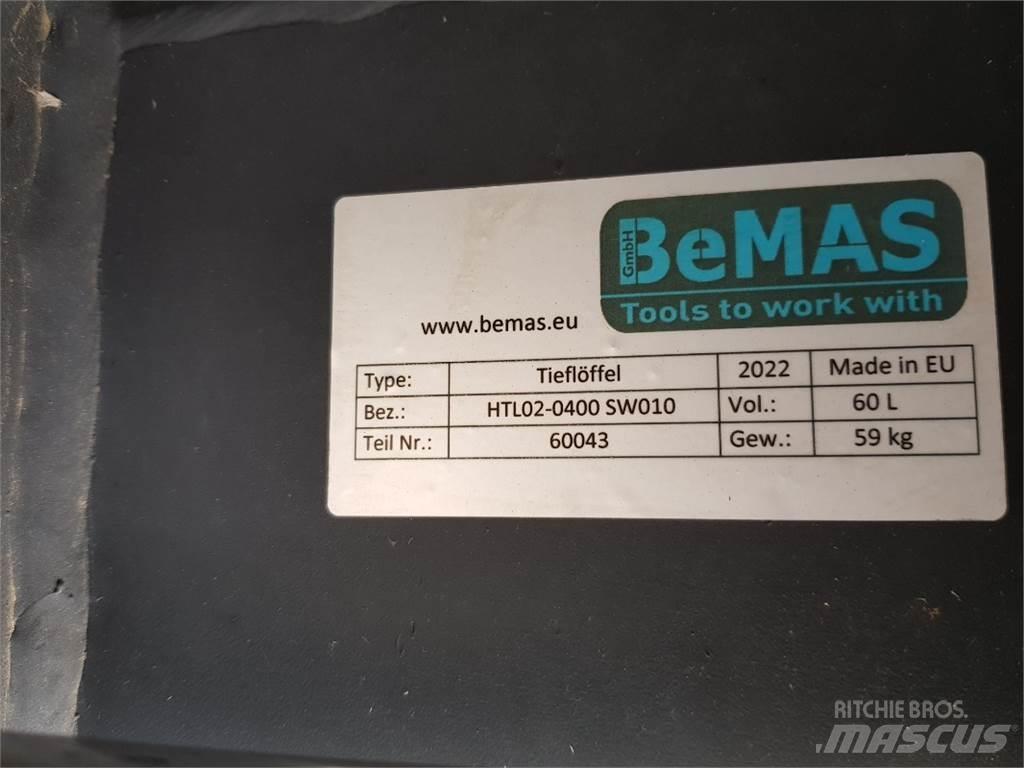 GmbH BeMAS
Tools to work with
www.bemas.eu
Type: Tieflöffel 2022 Made in EU
Bez.: HTL02-0400 SW010 Vol.: 60 L
Teil Nr.: 60043 Gew.: 59 kg
RITCHIE BROS.
MASCUS